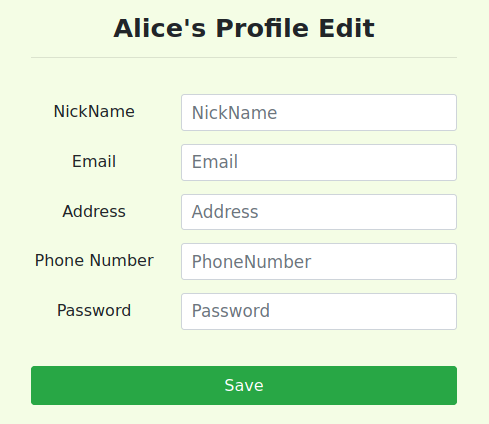 Alice's Profile Edit
NickName NickName
Email Email
Address Address
Phone Number PhoneNumber
Password Password
Save